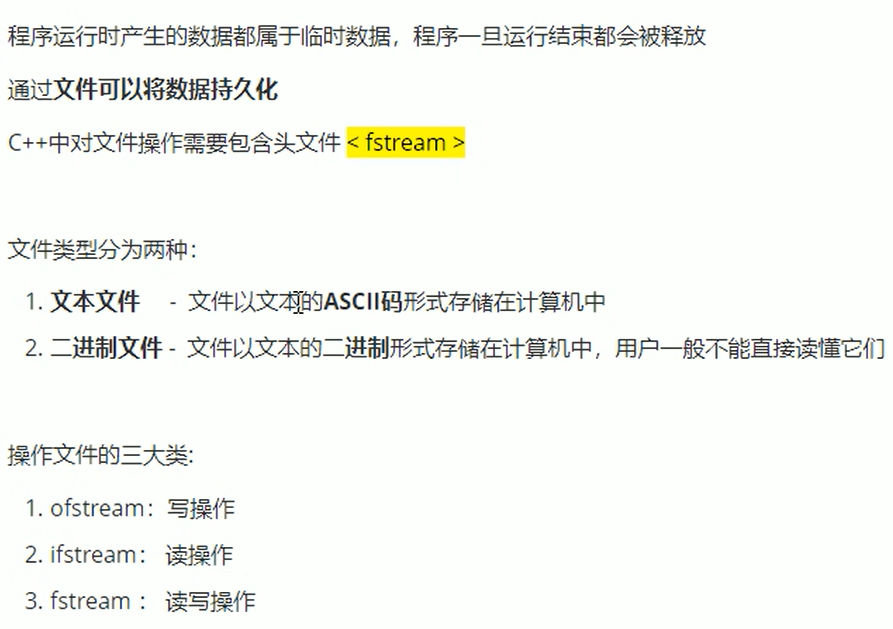 程序运行时产生的数据都属于临时数据，程序一旦运行结束都会被释放
通过文件可以将数据持久化
C++中对文件操作需要包含头文件 < fstream >
文件类型分为两种：
1. 文本文件 - 文件以文本的ASCII码形式存储在计算机中
2. 二进制文件 - 文件以文本的二进制形式存储在计算机中，用户一般不能直接读懂它们
操作文件的三大类:
1. ofstream：写操作
2. ifstream： 读操作
3. fstream ： 读写操作